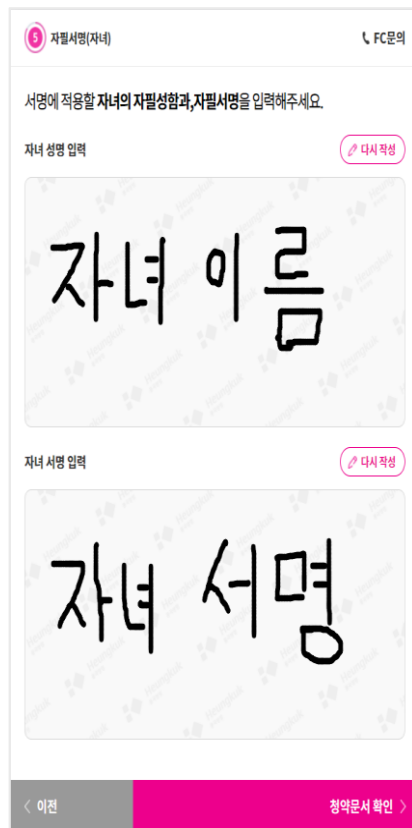 5 자필서명(자녀) FC문의
서명에 적용할 자녀의 자필성함과,자필서명을 입력해주세요.
자녀 성명 입력 다시 작성
자녀 이름
자녀 서명 입력 다시 작성
자녀 서명
이전 청약문서 확인